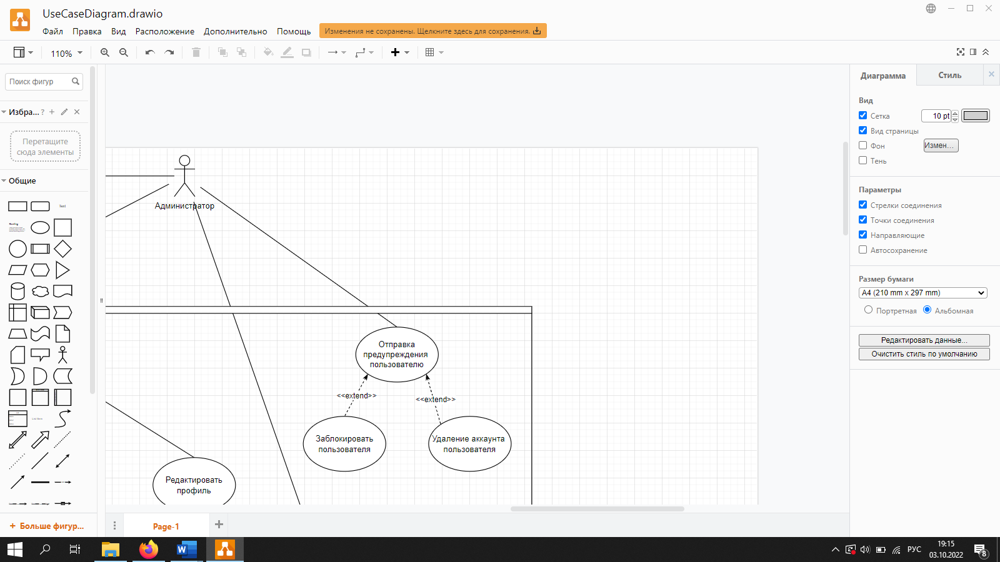 UseCaseDiagram.drawio
Файл Правка Вид Расположение Дополнительно Помощь
Изменения не сохранены. Щелкните здесь для сохранения.
110%
Поиск фигур
Избра... ?
Перетащите
сюда элементы
Общие
Text
Heading
Больше фигур...
Администратор
Отправка
предупреждения
пользователю
<<extend>>
<<extend>>
Заблокировать
пользователя
Удаление аккаунта
пользователя
Редактировать
профиль
Page-1
Диаграмма
Стиль
Вид
Сетка
10 pt
Вид страницы
Фон
Измен...
Тень
Параметры
Стрелки соединения
Точки соединения
Направляющие
Автосохранение
Размер бумаги
A4 (210 mm x 297 mm)
Портретная
Альбомная
Редактировать данные...
Очистить стиль по умолчанию
РУС
19:15
03.10.2022
8